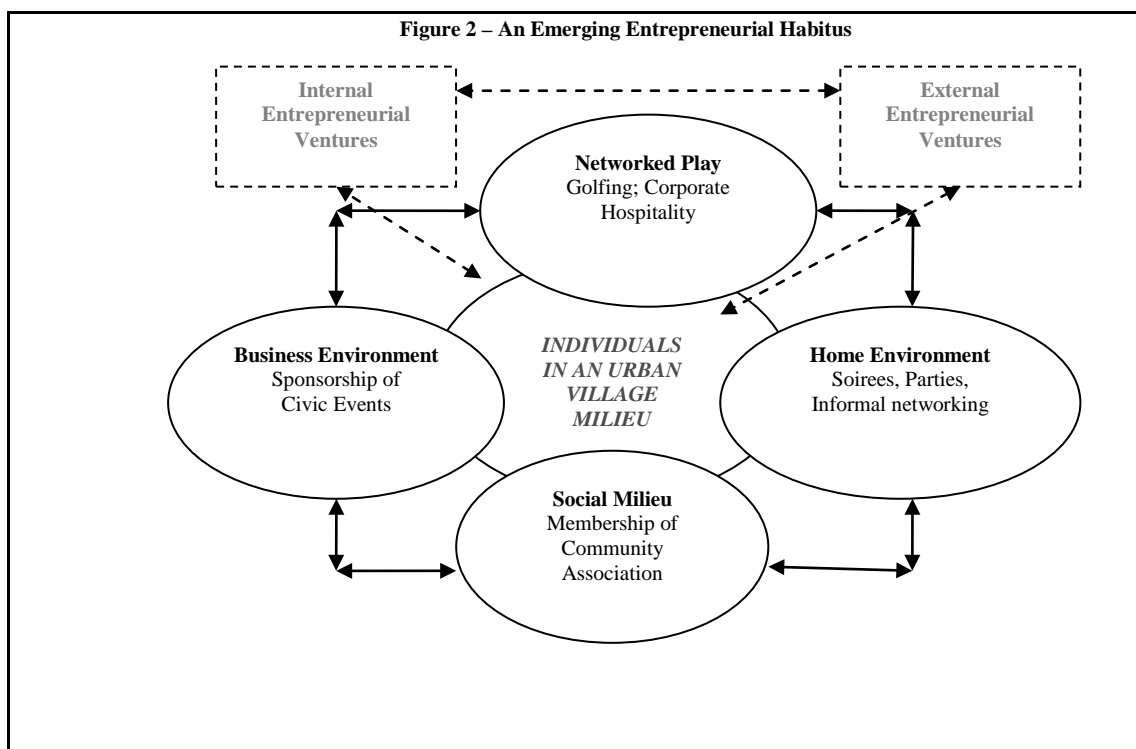 Figure 2 – An Emerging Entrepreneurial Habitus
Internal
Entrepreneurial
Ventures
External
Entrepreneurial
Ventures
Networked Play
Golfing; Corporate
Hospitality
Business Environment
Sponsorship of
Civic Events
INDIVIDUALS
IN AN URBAN
VILLAGE
MILIEU
Home Environment
Soirees, Parties,
Informal networking
Social Milieu
Membership of
Community
Association